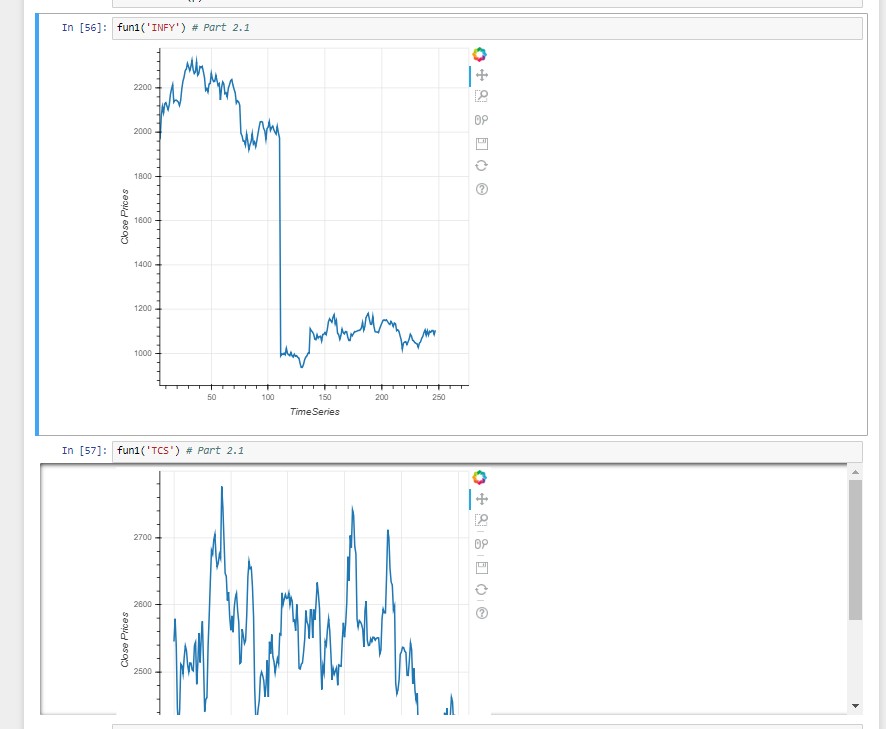 In [56]: fun1('INFY') # Part 2.1
2200
2000
1800
1600
1400
1200
1000
Close Prices
50 100 150 200 250
TimeSeries
In [57]: fun1('TCS') # Part 2.1
2700
2600
2500
Close Prices